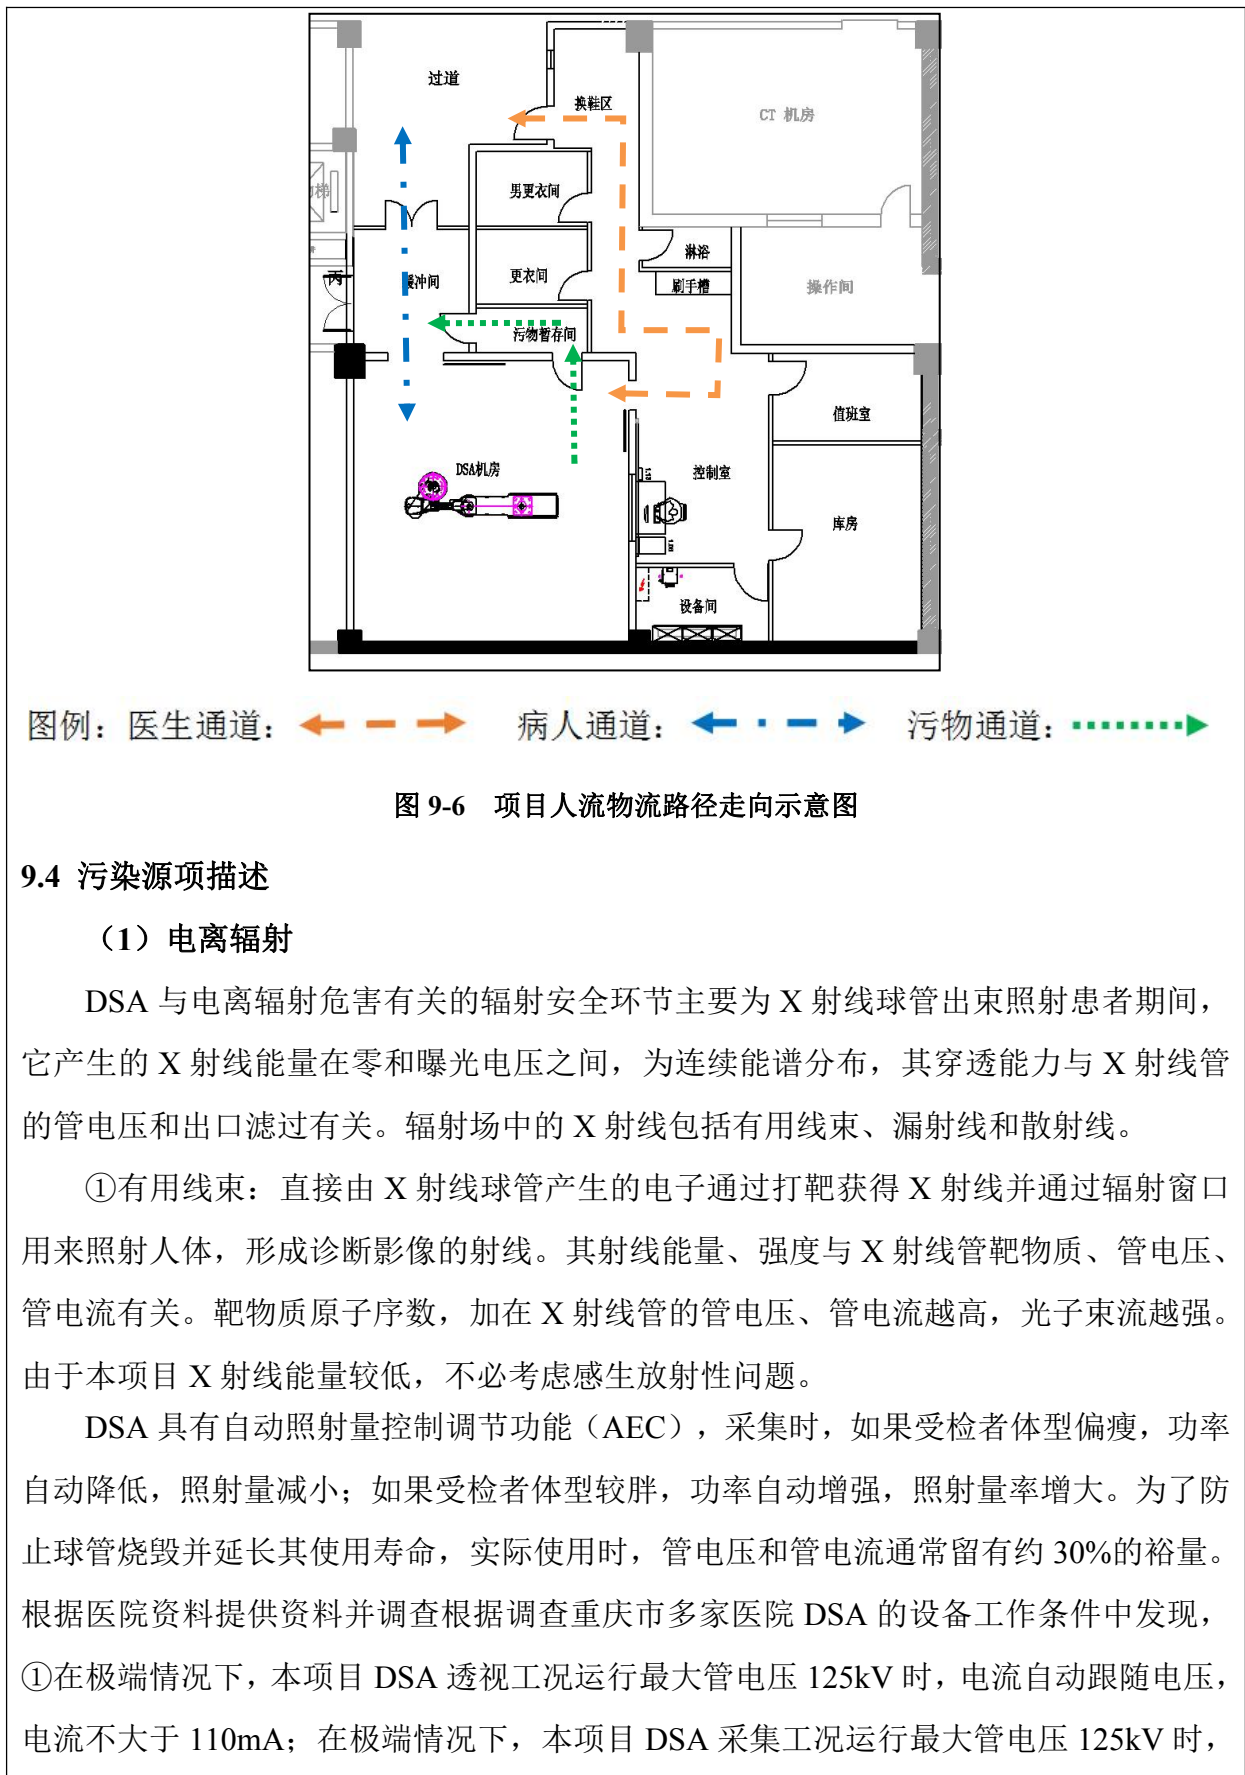 过道
换鞋区
CT 机房
男更衣间
淋浴
缓冲间
更衣间
刷手槽
操作间
丙
污物暂存间
值班室
DSA机房
控制室
库房
设备间
图例：医生通道： 病人通道： 污物通道：
图 9-6 项目人流物流路径走向示意图
9.4 污染源项描述
（1）电离辐射
DSA 与电离辐射危害有关的辐射安全环节主要为 X 射线球管出束照射患者期间，
它产生的 X 射线能量在零和曝光电压之间，为连续能谱分布，其穿透能力与 X 射线管
的管电压和出口滤过有关。辐射场中的 X 射线包括有用线束、漏射线和散射线。
①有用线束：直接由 X 射线球管产生的电子通过打靶获得 X 射线并通过辐射窗口
用来照射人体，形成诊断影像的射线。其射线能量、强度与 X 射线管靶物质、管电压、
管电流有关。靶物质原子序数，加在 X 射线管的管电压、管电流越高，光子束流越强。
由于本项目 X 射线能量较低，不必考虑感生放射性问题。
DSA 具有自动照射量控制调节功能（AEC），采集时，如果受检者体型偏瘦，功率
自动降低，照射量减小；如果受检者体型较胖，功率自动增强，照射量率增大。为了防
止球管烧毁并延长其使用寿命，实际使用时，管电压和管电流通常留有约 30%的裕量。
根据医院资料提供资料并调查根据调查重庆市多家医院 DSA 的设备工作条件中发现，
①在极端情况下，本项目 DSA 透视工况运行最大管电压 125kV 时，电流自动跟随电压，
电流不大于 110mA；在极端情况下，本项目 DSA 采集工况运行最大管电压 125kV 时，